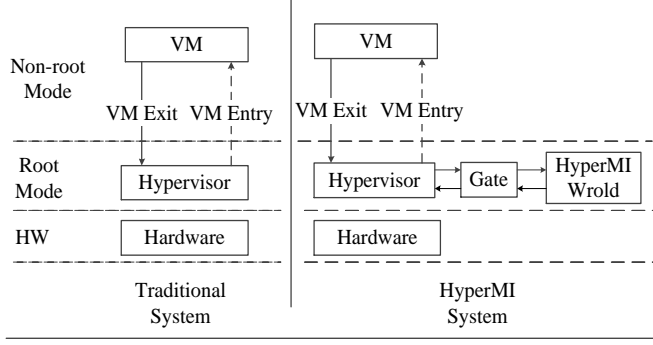 VM
VM
Non-root
Mode
VM Exit
VM Entry
VM Exit
VM Entry
Root
Mode
Hypervisor
Hypervisor
Gate
HyperMI
Wrold
HW
Hardware
Hardware
Traditional
System
HyperMI
System